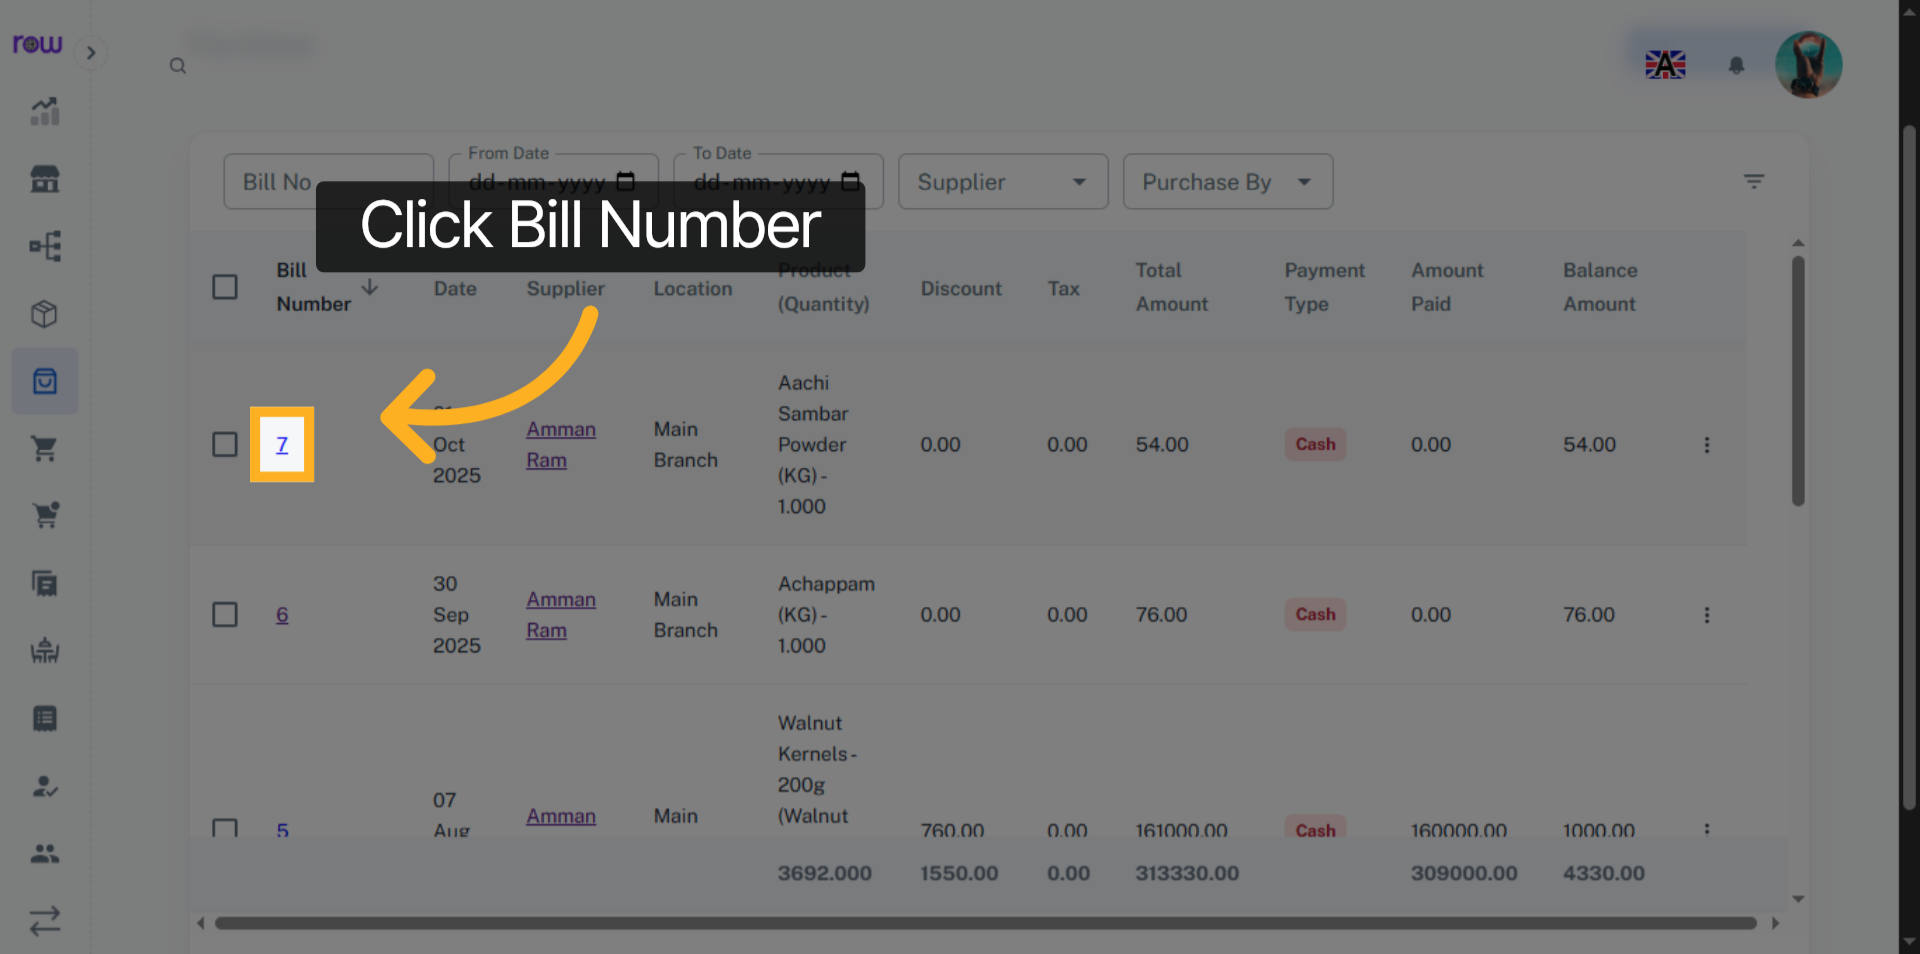 row
A
Bill No
From Date
dd-mm-yyyy
To Date
dd-mm-yyyy
Supplier
Purchase By
Click Bill Number
Bill
Number
Date
Supplier
Location
Product
(Quantity)
Discount
Tax
Total
Amount
Payment
Type
Amount
Paid
Balance
Amount
7
Oct
2025
Amman
Ram
Main
Branch
Aachi
Sambar
Powder
(KG) -
1.000
0.00
0.00
54.00
Cash
0.00
54.00
6
30
Sep
2025
Amman
Ram
Main
Branch
Achappam
(KG) -
1.000
0.00
0.00
76.00
Cash
0.00
76.00
5
07
Aug
Amman
Main
Walnut
Kernels -
200g
(Walnut
760.00
0.00
161000.00
Cash
160000.00
1000.00
3692.000
1550.00
0.00
313330.00
309000.00
4330.00